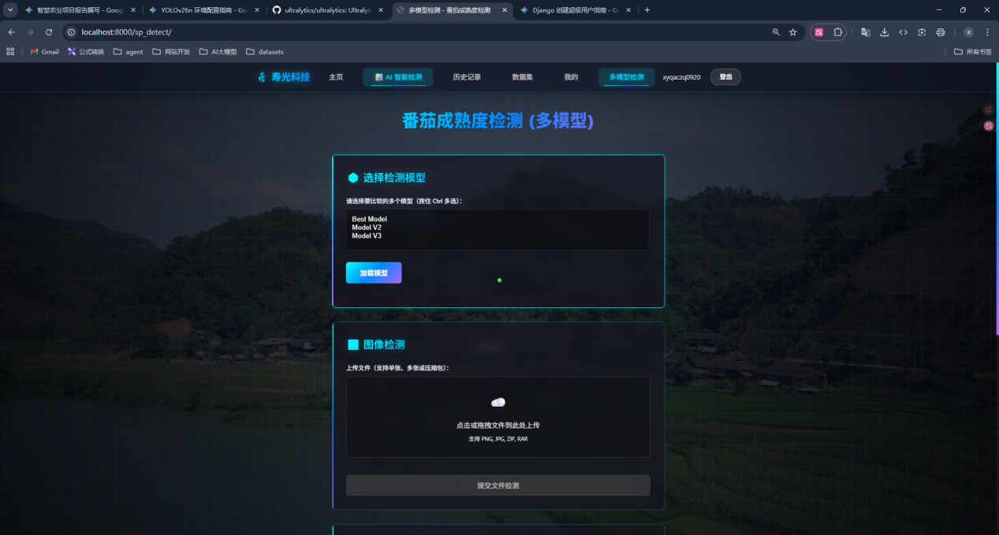 智慧农业项目报告撰写 - Goog
YOLOv26n 环境配置指南 - Go
ultralytics/ultralytics: Ultralyti
多模型检测 - 番茄成熟度检测
Django 创建超级用户指南 - G
localhost:8000/sp_detect/
Gmail
公式转换
agent
网站开发
AI大模型
datasets
所有书签
寿光科技
主页
AI 智能检测
历史记录
数据集
我的
多模型检测
xyqaczq0920
登出
番茄成熟度检测 (多模型)
选择检测模型
请选择要比较的多个模型（按住 Ctrl 多选）：
Best Model
Model V2
Model V3
加载模型
图像检测
上传文件（支持单张、多张或压缩包）：
点击或拖拽文件到此处上传
支持 PNG, JPG, ZIP, RAR
提交文件检测